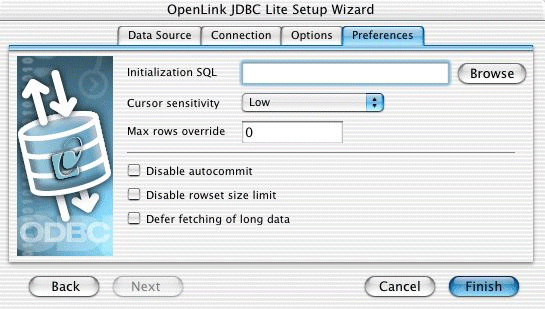 OpenLink JDBC Lite Setup Wizard
Data Source Connection Options Preferences
Initialization SQL Browse
Cursor sensitivity Low
Max rows override 0
Disable autocommit
Disable rowset size limit
Defer fetching of long data
ODBC
Back Next Cancel Finish